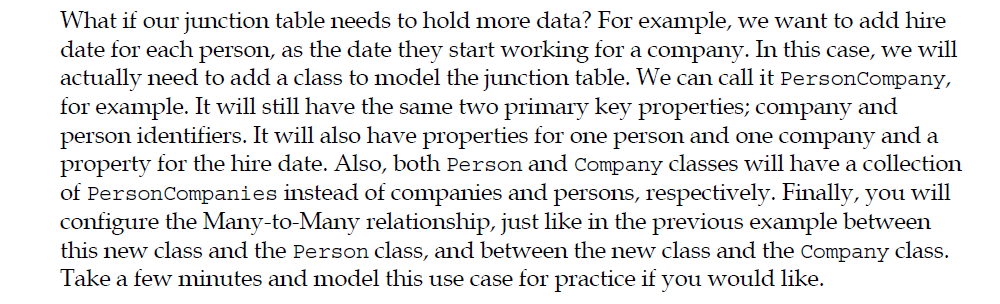 What if our junction table needs to hold more data? For example, we want to add hire
date for each person, as the date they start working for a company. In this case, we will
actually need to add a class to model the junction table. We can call it PersonCompany,
for example. It will still have the same two primary key properties; company and
person identifiers. It will also have properties for one person and one company and a
property for the hire date. Also, both Person and Company classes will have a collection
of PersonCompanies instead of companies and persons, respectively. Finally, you will
configure the Many-to-Many relationship, just like in the previous example between
this new class and the Person class, and between the new class and the Company class.
Take a few minutes and model this use case for practice if you would like.